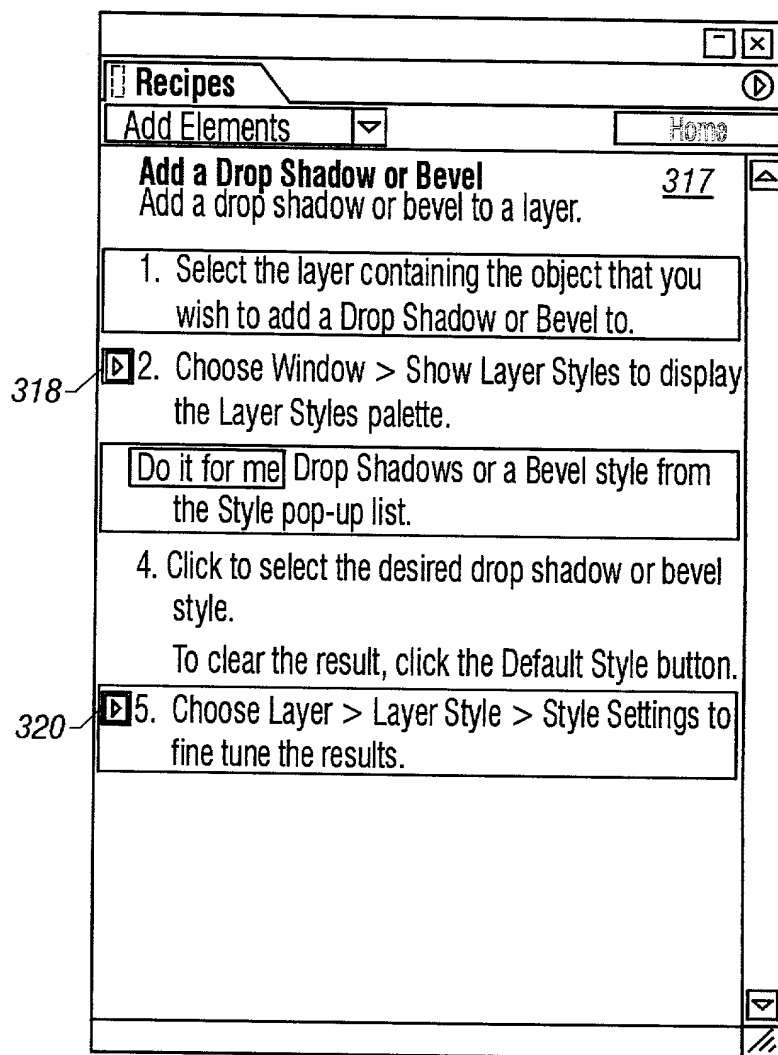 Recipes
Add Elements
Home
Add a Drop Shadow or Bevel
317
Add a drop shadow or bevel to a layer.
1. Select the layer containing the object that you
wish to add a Drop Shadow or Bevel to.
318
2. Choose Window > Show Layer Styles to display
the Layer Styles palette.
Do it for me Drop Shadows or a Bevel style from
the Style pop-up list.
4. Click to select the desired drop shadow or bevel
style.
To clear the result, click the Default Style button.
320
5. Choose Layer > Layer Style > Style Settings to
fine tune the results.